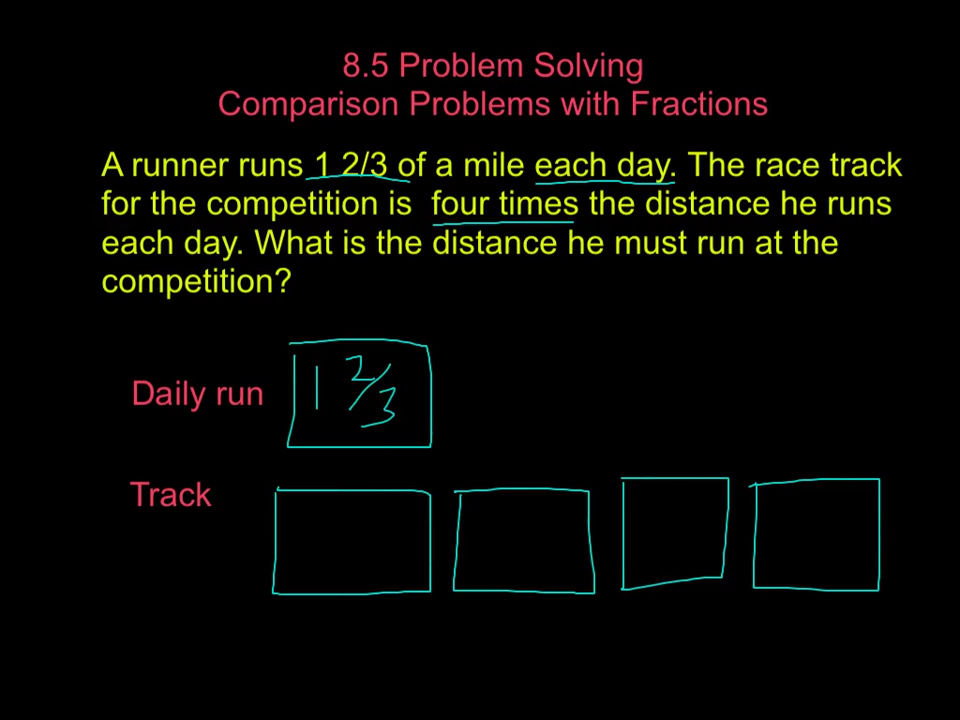 8.5 Problem Solving
Comparison Problems with Fractions
A runner runs 1 2/3 of a mile each day. The race track
for the competition is four times the distance he runs
each day. What is the distance he must run at the
competition?
Daily run 1 2/3
Track